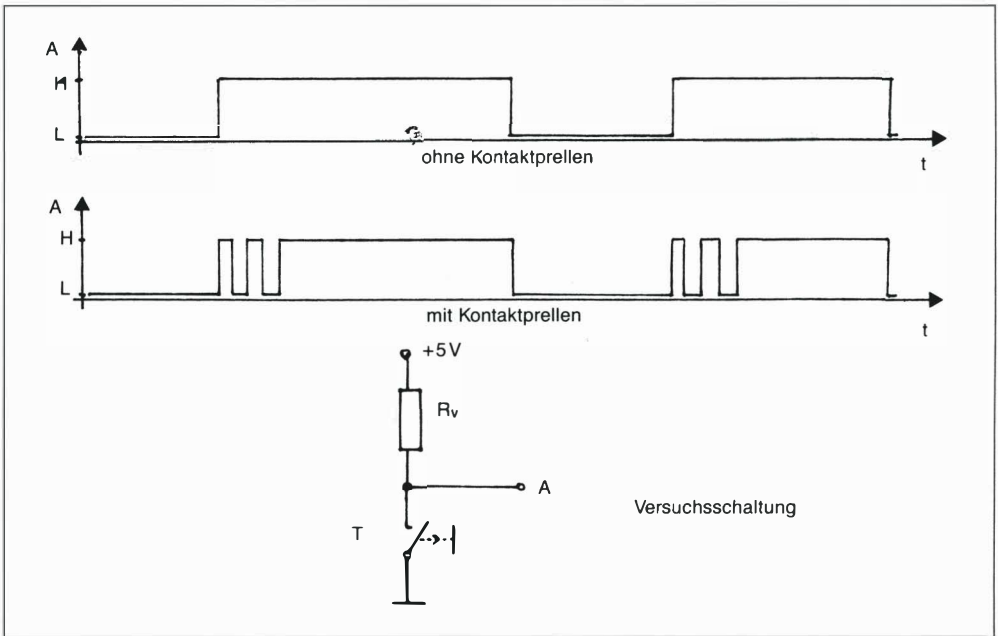 A
H
L
ohne Kontaktprellen
t
A
H
L
mit Kontaktprellen
t
+5V
Rv
A
T
Versuchsschaltung